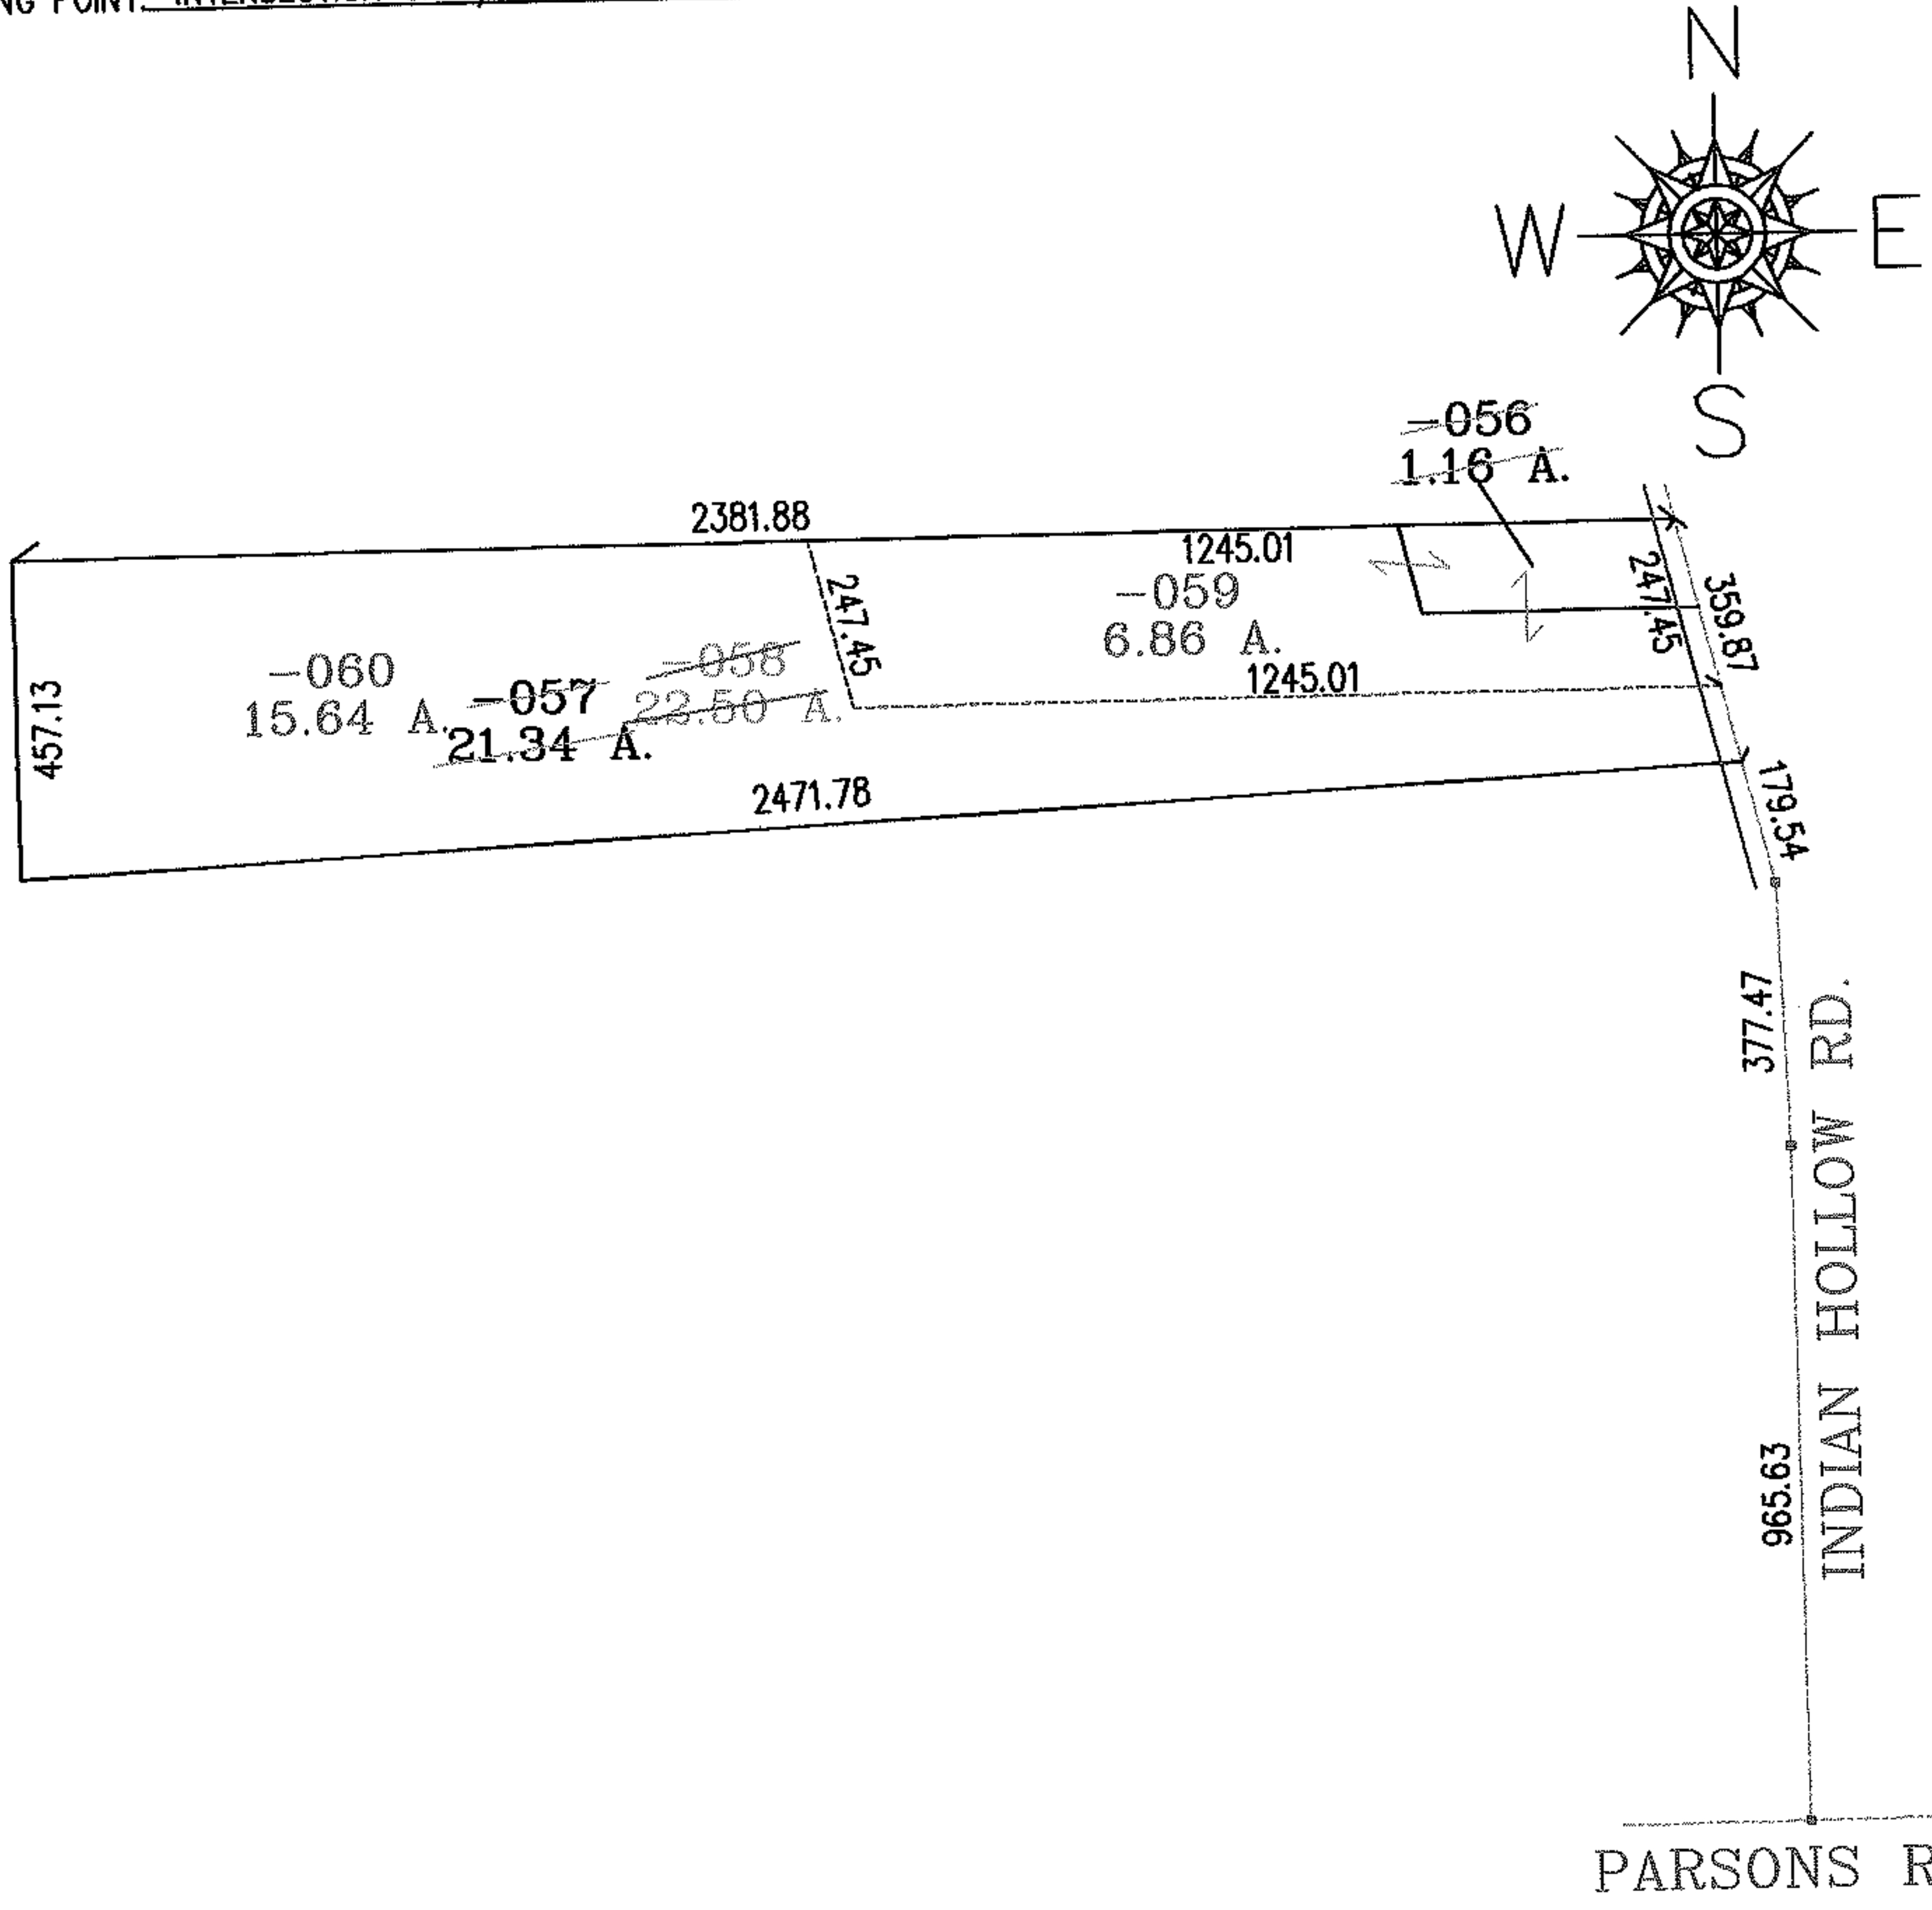 POINT:
N
W
E
S
-056
1.16 A.
2381.88
1245.01
247.45
247.45
359.87
-059
6.86 A.
1245.01
-060
15.64 A.
-057
21.34 A.
-058
22.50 A.
457.13
2471.78
179.54
377.47
INDIAN HOLLOW RD.
965.63
PARSONS R